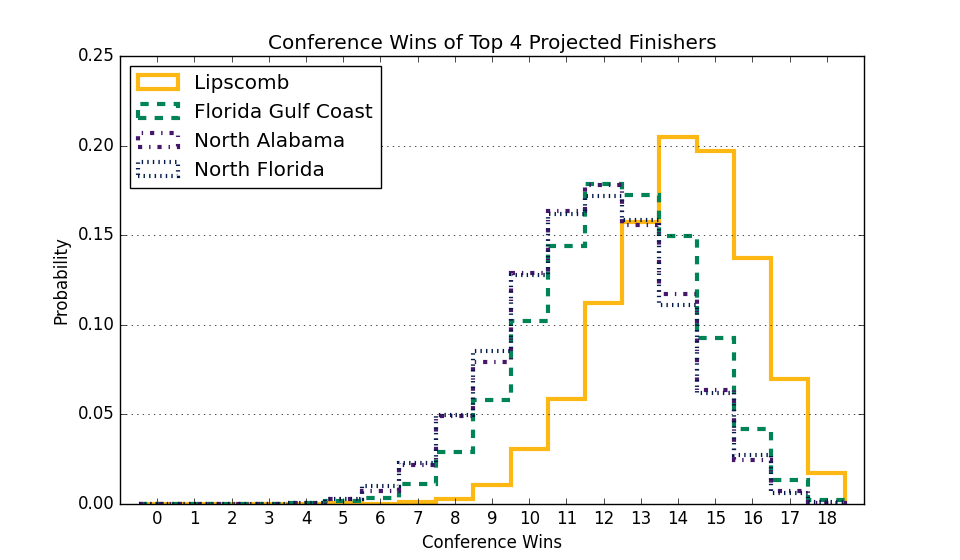 Conference Wins of Top 4 Projected Finishers
0.25
0.20
0.15
0.10
0.05
0.00
Probability
Lipscomb
Florida Gulf Coast
North Alabama
North Florida
0 1 2 3 4 5 6 7 8 9 10 11 12 13 14 15 16 17 18
Conference Wins